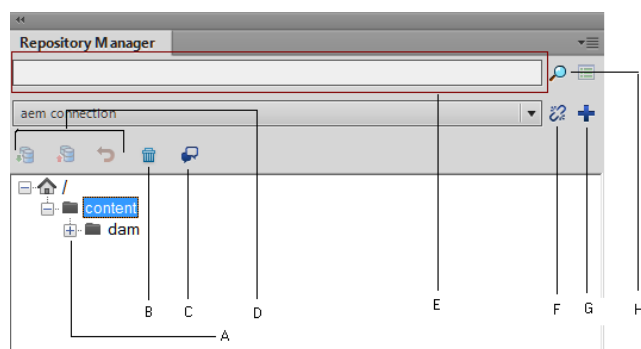 Repository Manager
aem connection
/
content
dam
B
C
D
E
F
G
H
A